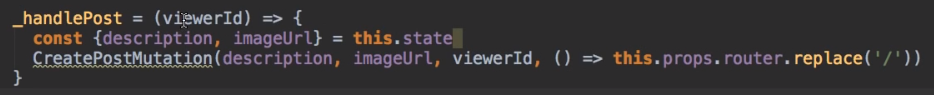 _handlePost = (viewerId) => {
const {description, imageUrl} = this.state
CreatePostMutation(description, imageUrl, viewerId, () => this.props.router.replace('/'))
}